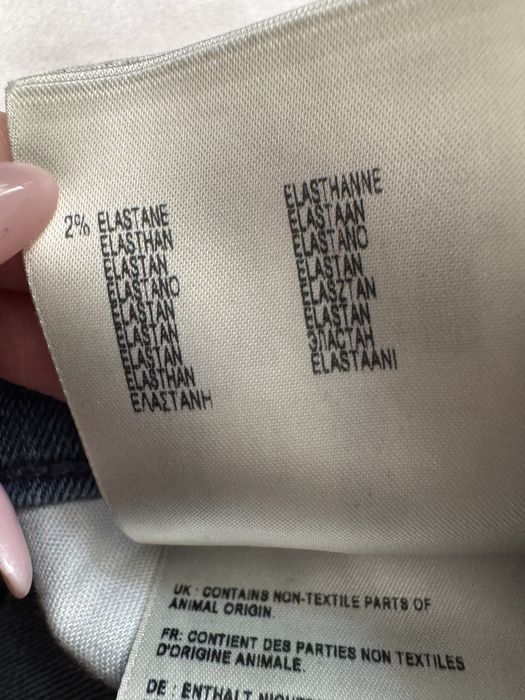 2% ELASTANE
ELASTHAN
ELASTAN
ELASTANO
ELASTAN
ELASTAN
ELASTAN
ELASTHAN
ΕΛΑΣΤΑΝΗ
ELASTHANNE
ELASTAAN
ELASTANO
ELASTAN
ELASZTAN
ELASTAN
ЭЛАСТАН
ELASTAANI
UK : CONTAINS NON-TEXTILE PARTS OF
ANIMAL ORIGIN.
FR: CONTIENT DES PARTIES NON TEXTILES
D'ORIGINE ANIMALE.
DE : ENTHÄLT